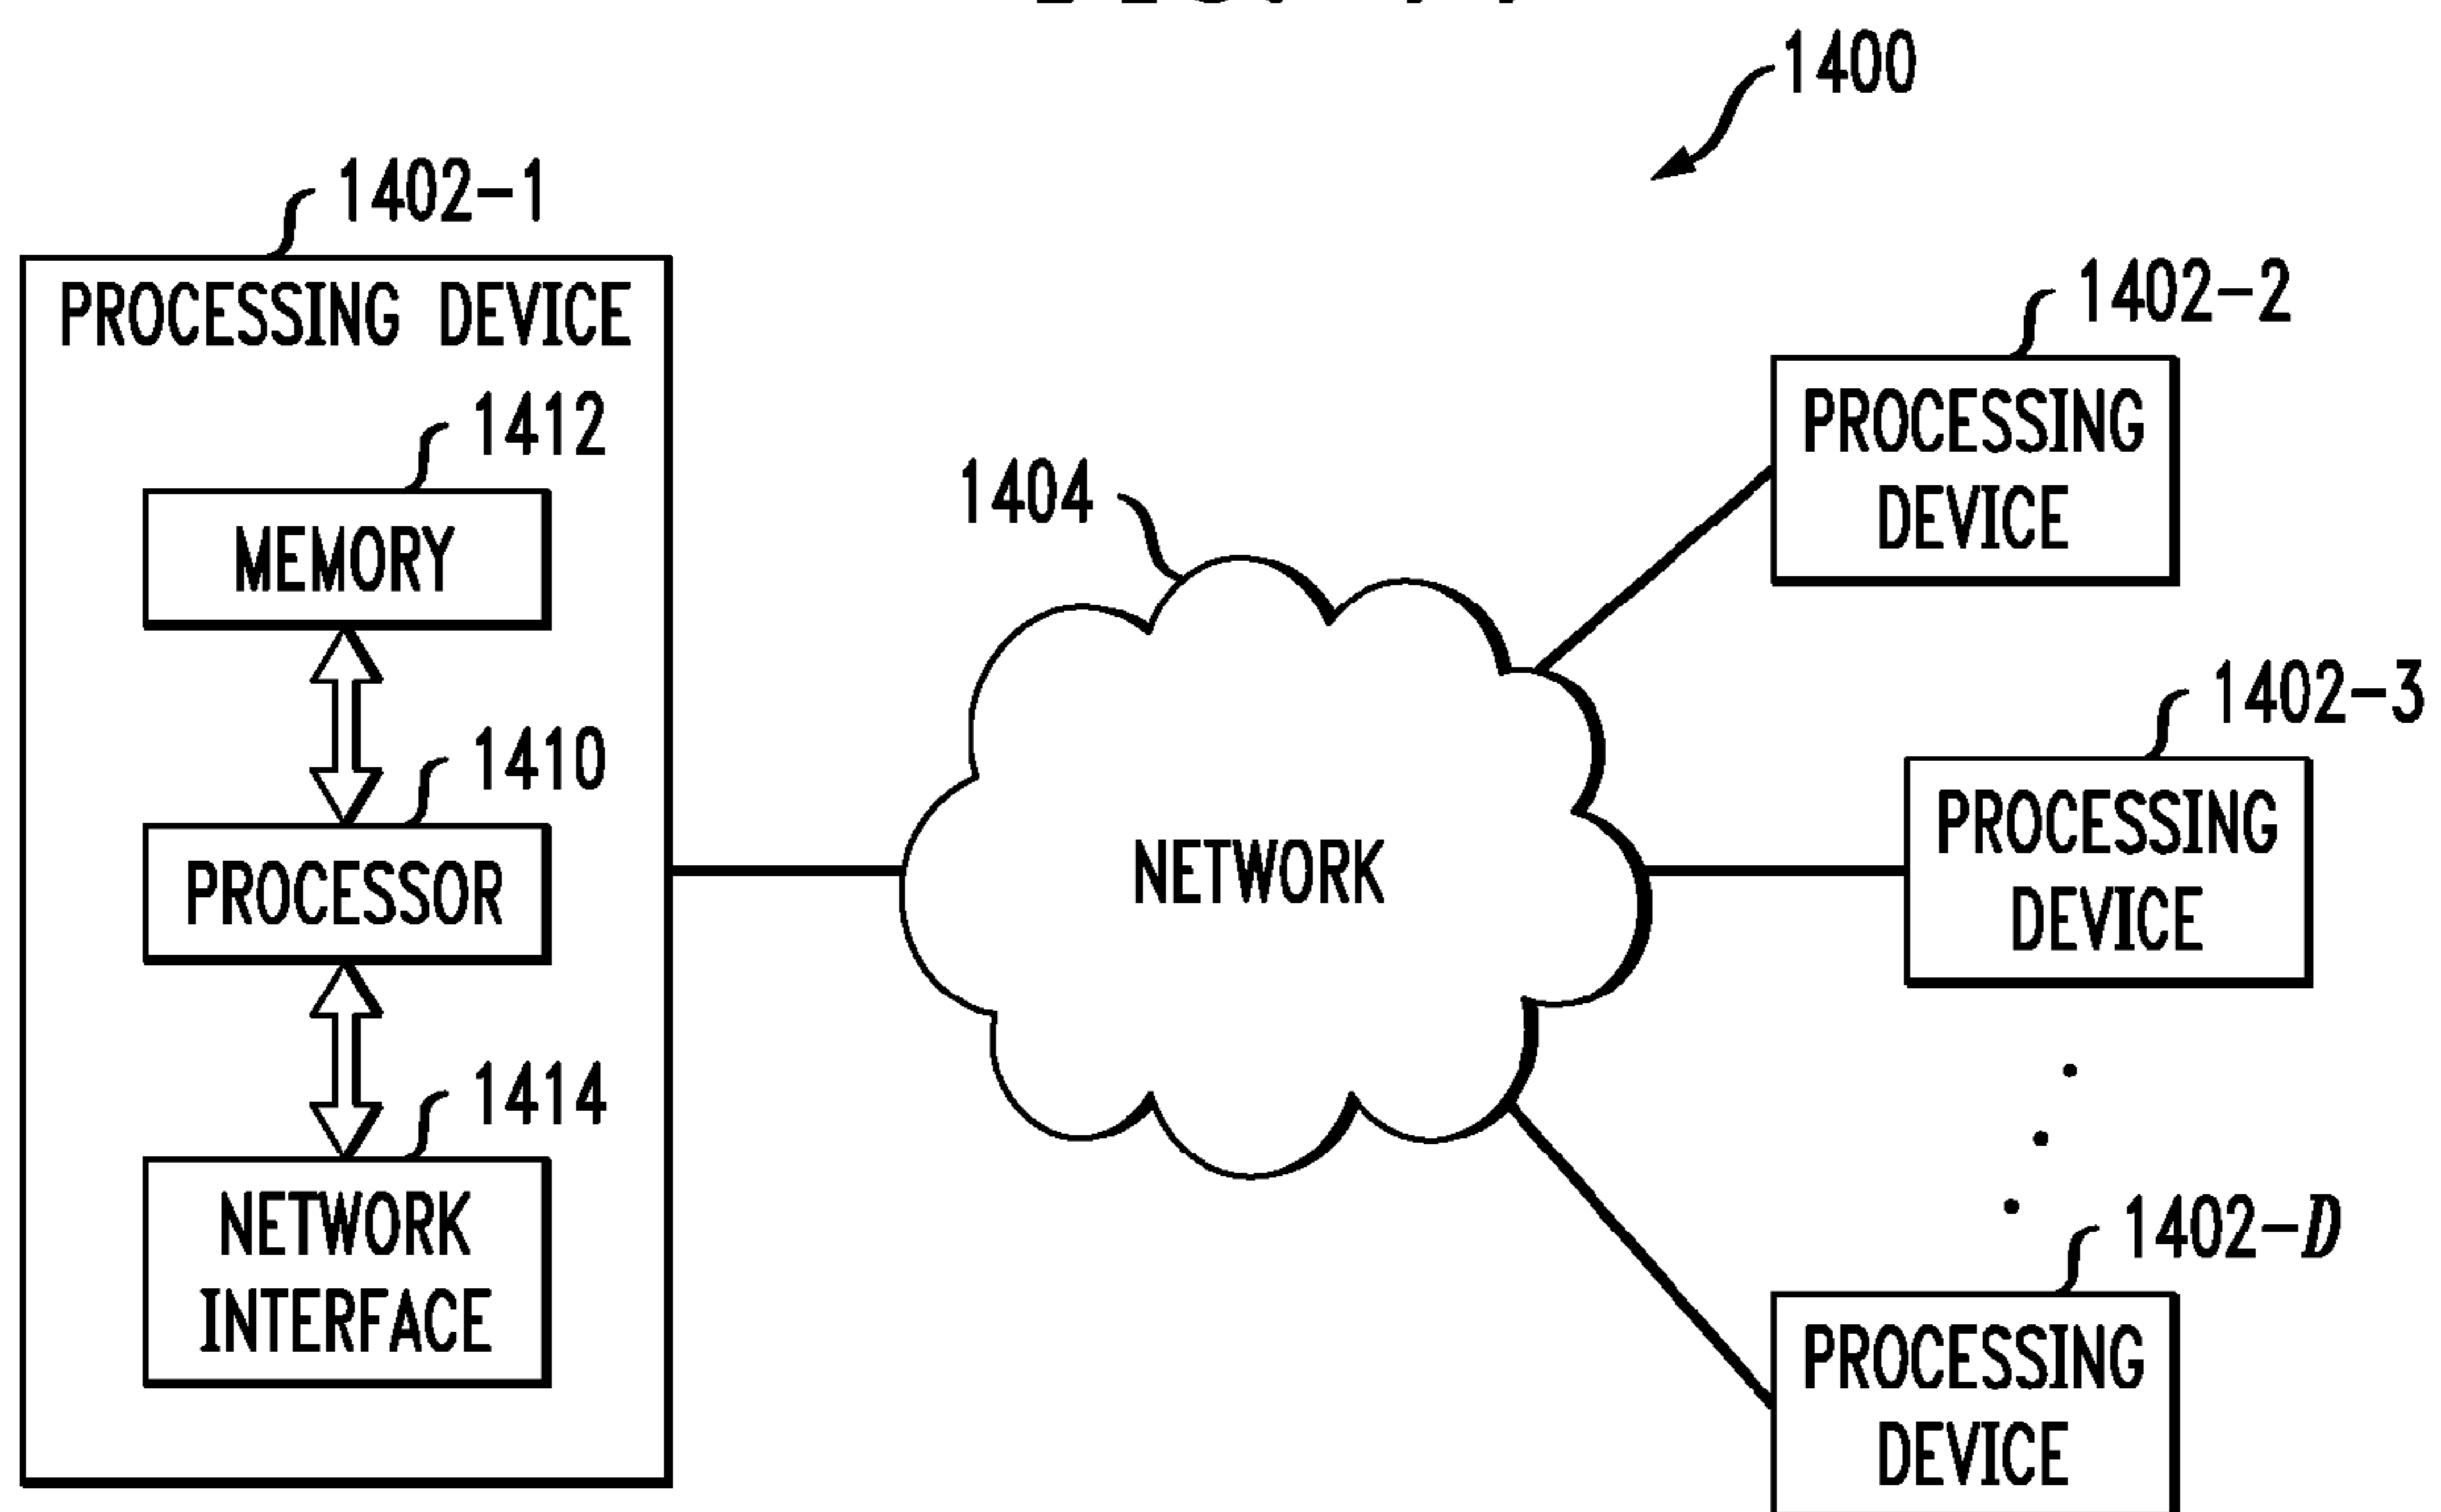 1400
1402-1
PROCESSING DEVICE
1412
MEMORY
1410
PROCESSOR
1414
NETWORK
INTERFACE
1404
NETWORK
1402-2
PROCESSING
DEVICE
1402-3
PROCESSING
DEVICE
1402-D
PROCESSING
DEVICE